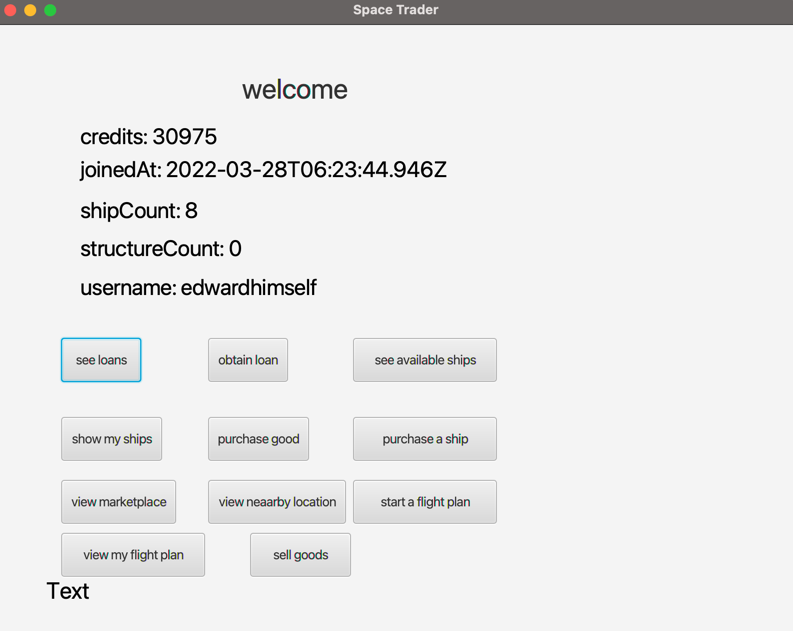 Space Trader
welcome
credits: 30975
joinedAt: 2022-03-28T06:23:44.946Z
shipCount: 8
structureCount: 0
username: edwardhimself
see loans
obtain loan
see available ships
show my ships
purchase good
purchase a ship
view marketplace
view neaarby location
start a flight plan
view my flight plan
sell goods
Text